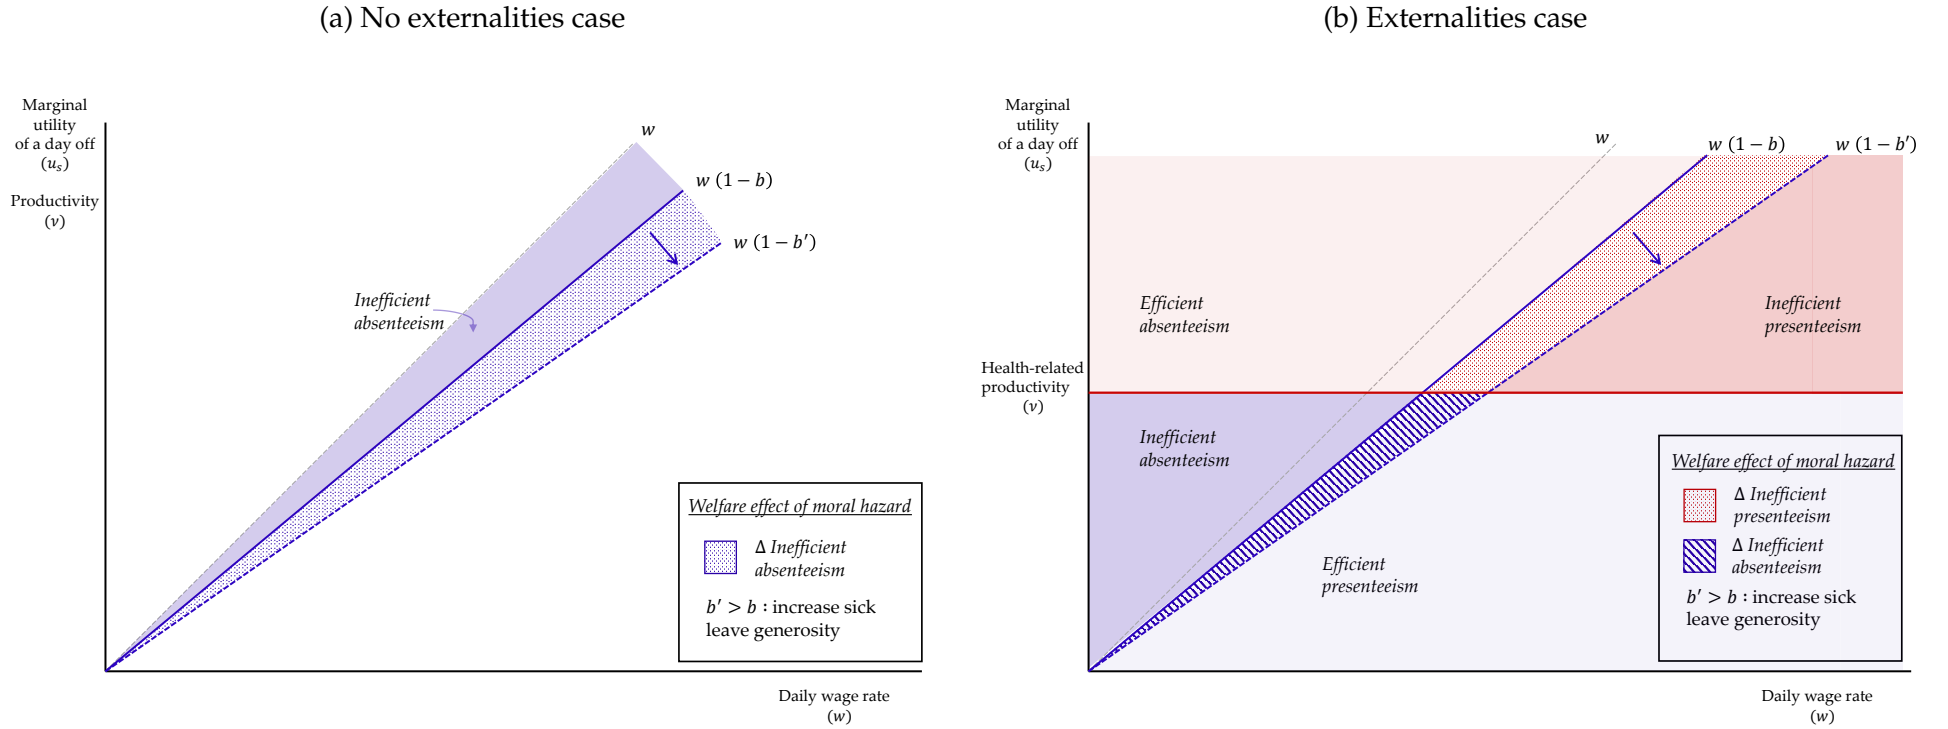 (a) No externalities case
Marginal
utility
of a day off
(u_s)
Productivity
(ν)
w
w (1 − b)
w (1 − b′)
Inefficient
absenteeism
Welfare effect of moral hazard
Δ Inefficient
absenteeism
b′ > b : increase sick
leave generosity
Daily wage rate
(w)
(b) Externalities case
Marginal
utility
of a day off
(u_s)
w
w (1 − b)
w (1 − b′)
Efficient
absenteeism
Inefficient
presenteeism
Health-related
productivity
(ν)
Inefficient
absenteeism
Efficient
presenteeism
Welfare effect of moral hazard
Δ Inefficient
presenteeism
Δ Inefficient
absenteeism
b′ > b : increase sick
leave generosity
Daily wage rate
(w)